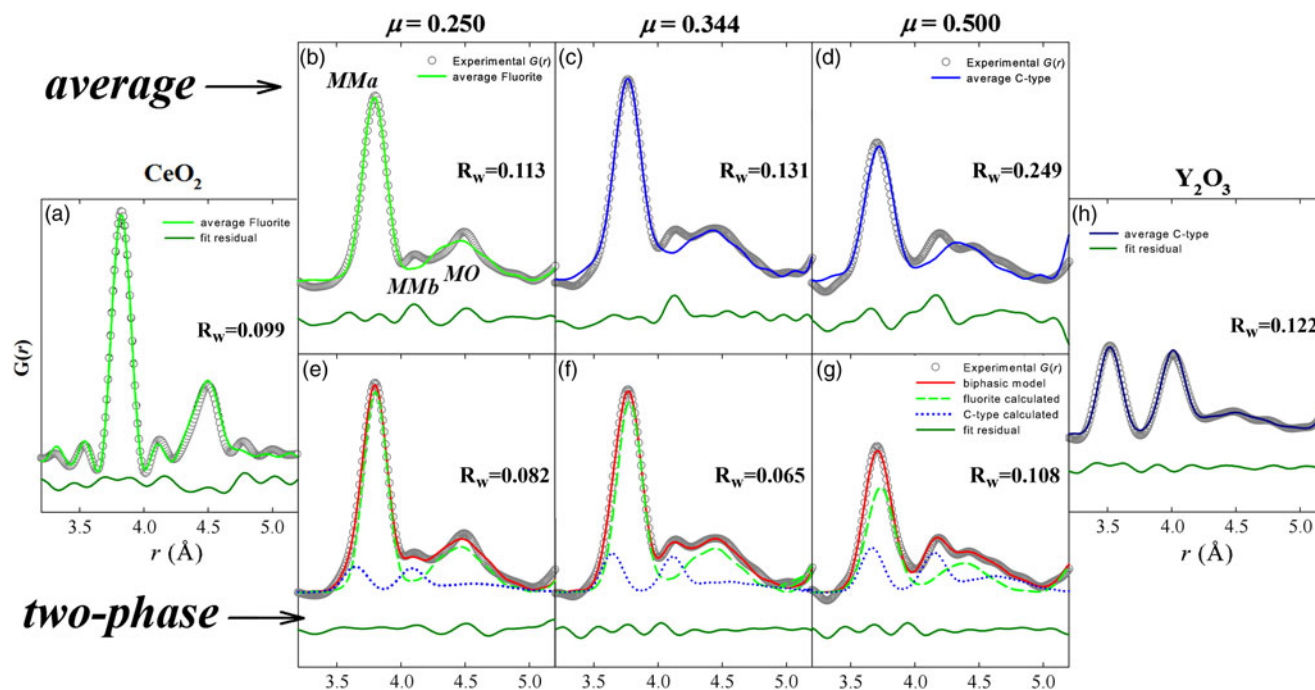 μ = 0.250
μ = 0.344
μ = 0.500
average
(b)
Experimental G(r)
average Fluorite
MMa
R_w=0.113
MMb
MO
(c)
R_w=0.131
(d)
Experimental G(r)
average C-type
R_w=0.249
CeO₂
(a)
average Fluorite
fit residual
R_w=0.099
G(r)
3.5 4.0 4.5 5.0
r (Å)
Y₂O₃
(h)
average C-type
fit residual
R_w=0.122
3.5 4.0 4.5 5.0
r (Å)
two-phase
(e)
R_w=0.082
3.5 4.0 4.5 5.0
(f)
R_w=0.065
3.5 4.0 4.5 5.0
(g)
Experimental G(r)
biphasic model
fluorite calculated
C-type calculated
fit residual
R_w=0.108
3.5 4.0 4.5 5.0